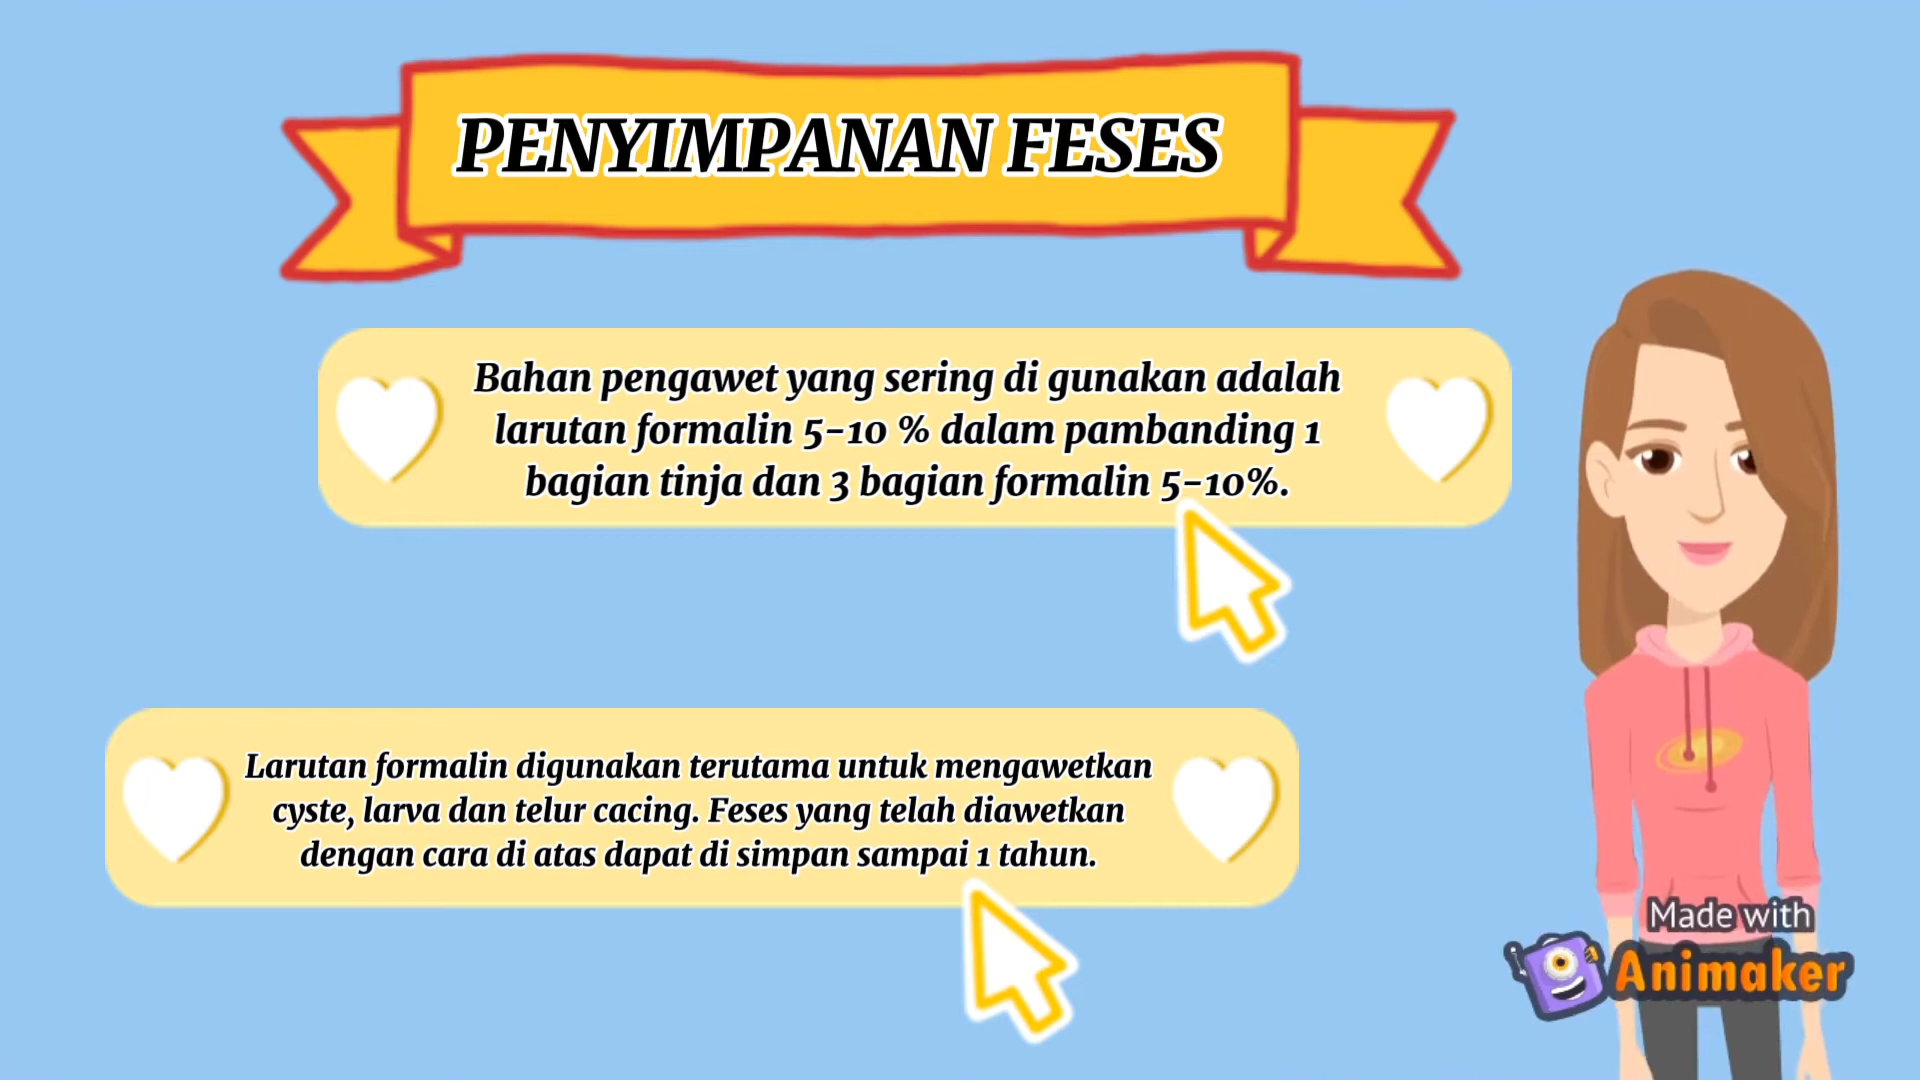 PENYIMPANAN FESES
Bahan pengawet yang sering di gunakan adalah
larutan formalin 5-10 % dalam pambanding 1
bagian tinja dan 3 bagian formalin 5-10%.
Larutan formalin digunakan terutama untuk mengawetkan
cyste, larva dan telur cacing. Feses yang telah diawetkan
dengan cara di atas dapat di simpan sampai 1 tahun.
Made with
Animaker